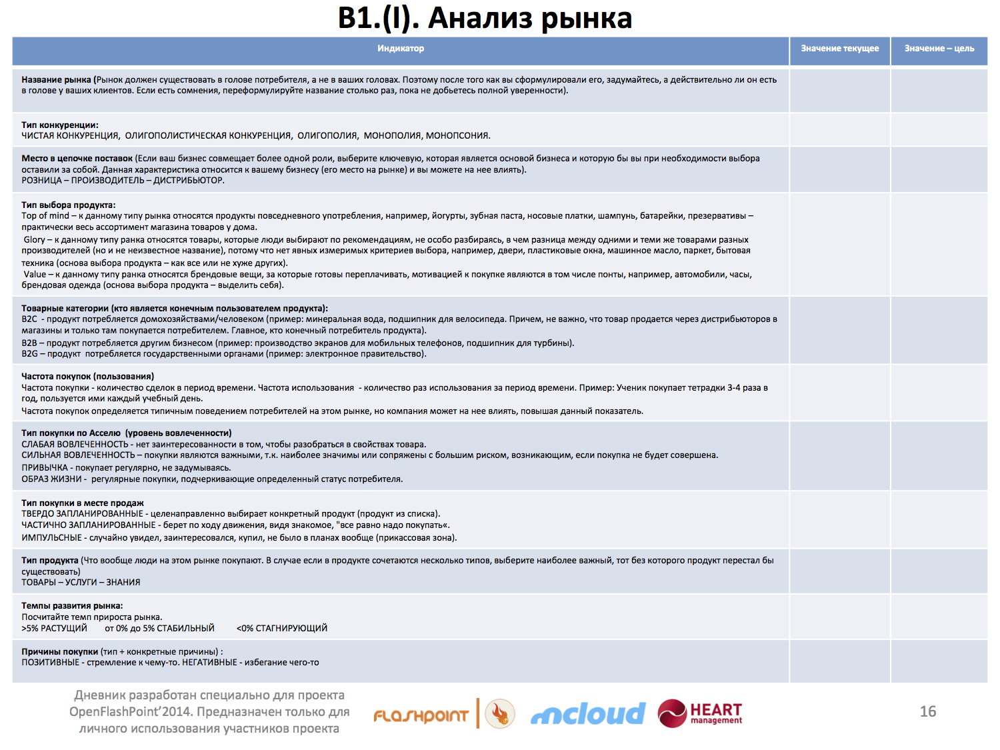 В1.(I). Анализ рынка
Индикатор
Значение текущее
Значение – цель
Название рынка (Рынок должен существовать в голове потребителя, а не в ваших головах. Поэтому после того как вы сформулировали его, задумайтесь, а действительно ли он есть
в голове у ваших клиентов. Если есть сомнения, переформулируйте название столько раз, пока не добьетесь полной уверенности).
Тип конкуренции:
ЧИСТАЯ КОНКУРЕНЦИЯ, ОЛИГОПОЛИСТИЧЕСКАЯ КОНКУРЕНЦИЯ, ОЛИГОПОЛИЯ, МОНОПОЛИЯ, МОНОПСОНИЯ.
Место в цепочке поставок (Если ваш бизнес совмещает более одной роли, выберите ключевую, которая является основой бизнеса и которую бы вы при необходимости выбора
оставили за собой. Данная характеристика относится к вашему бизнесу (его место на рынке) и вы можете на нее влиять).
РОЗНИЦА – ПРОИЗВОДИТЕЛЬ – ДИСТРИБЬЮТОР.
Тип выбора продукта:
Top of mind – к данному типу рынка относятся продукты повседневного употребления, например, йогурты, зубная паста, носовые платки, шампунь, батарейки, презервативы –
практически весь ассортимент магазина товаров у дома.
Glory – к данному типу ранка относятся товары, которые люди выбирают по рекомендациям, не особо разбираясь, в чем разница между одними и теми же товарами разных
производителей (но и не неизвестное название), потому что нет явных измеримых критериев выбора, например, двери, пластиковые окна, машинное масло, паркет, бытовая
техника (основа выбора продукта – как все или не хуже других).
Value – к данному типу ранка относятся брендовые вещи, за которые готовы переплачивать, мотивацией к покупке являются в том числе понты, например, автомобили, часы,
брендовая одежда (основа выбора продукта – выделить себя).
Товарные категории (кто является конечным пользователем продукта):
B2C - продукт потребляется домохозяйствами/человеком (пример: минеральная вода, подшипник для велосипеда. Причем, не важно, что товар продается через дистрибьюторов в
магазины и только там покупается потребителем. Главное, кто конечный потребитель продукта).
B2B – продукт потребляется другим бизнесом (пример: производство экранов для мобильных телефонов, подшипник для турбины).
B2G – продукт потребляется государственными органами (пример: электронное правительство).
Частота покупок (пользования)
Частота покупки - количество сделок в период времени. Частота использования - количество раз использования за период времени. Пример: Ученик покупает тетрадки 3-4 раза в
год, пользуется ими каждый учебный день.
Частота покупок определяется типичным поведением потребителей на этом рынке, но компания может на нее влиять, повышая данный показатель.
Тип покупки по Асселю (уровень вовлеченности)
СЛАБАЯ ВОВЛЕЧЕННОСТЬ - нет заинтересованности в том, чтобы разобраться в свойствах товара.
СИЛЬНАЯ ВОВЛЕЧЕННОСТЬ – покупки являются важными, т.к. наиболее значимы или сопряжены с большим риском, возникающим, если покупка не будет совершена.
ПРИВЫЧКА - покупает регулярно, не задумываясь.
ОБРАЗ ЖИЗНИ - регулярные покупки, подчеркивающие определенный статус потребителя.
Тип покупки в месте продаж
ТВЕРДО ЗАПЛАНИРОВАННЫЕ - целенаправленно выбирает конкретный продукт (продукт из списка).
ЧАСТИЧНО ЗАПЛАНИРОВАННЫЕ - берет по ходу движения, видя знакомое, "все равно надо покупать«.
ИМПУЛЬСНЫЕ - случайно увидел, заинтересовался, купил, не было в планах вообще (прикассовая зона).
Тип продукта (Что вообще люди на этом рынке покупают. В случае если в продукте сочетаются несколько типов, выберите наиболее важный, тот без которого продукт перестал бы
существовать)
ТОВАРЫ – УСЛУГИ – ЗНАНИЯ
Темпы развития рынка:
Посчитайте темп прироста рынка.
>5% РАСТУЩИЙ от 0% до 5% СТАБИЛЬНЫЙ <0% СТАГНИРУЮЩИЙ
Причины покупки (тип + конкретные причины) :
ПОЗИТИВНЫЕ - стремление к чему-то. НЕГАТИВНЫЕ - избегание чего-то
Дневник разработан специально для проекта
OpenFlashPoint’2014. Предназначен только для
личного использования участников проекта
FLASHPOINT
mcloud
HEART
management
16